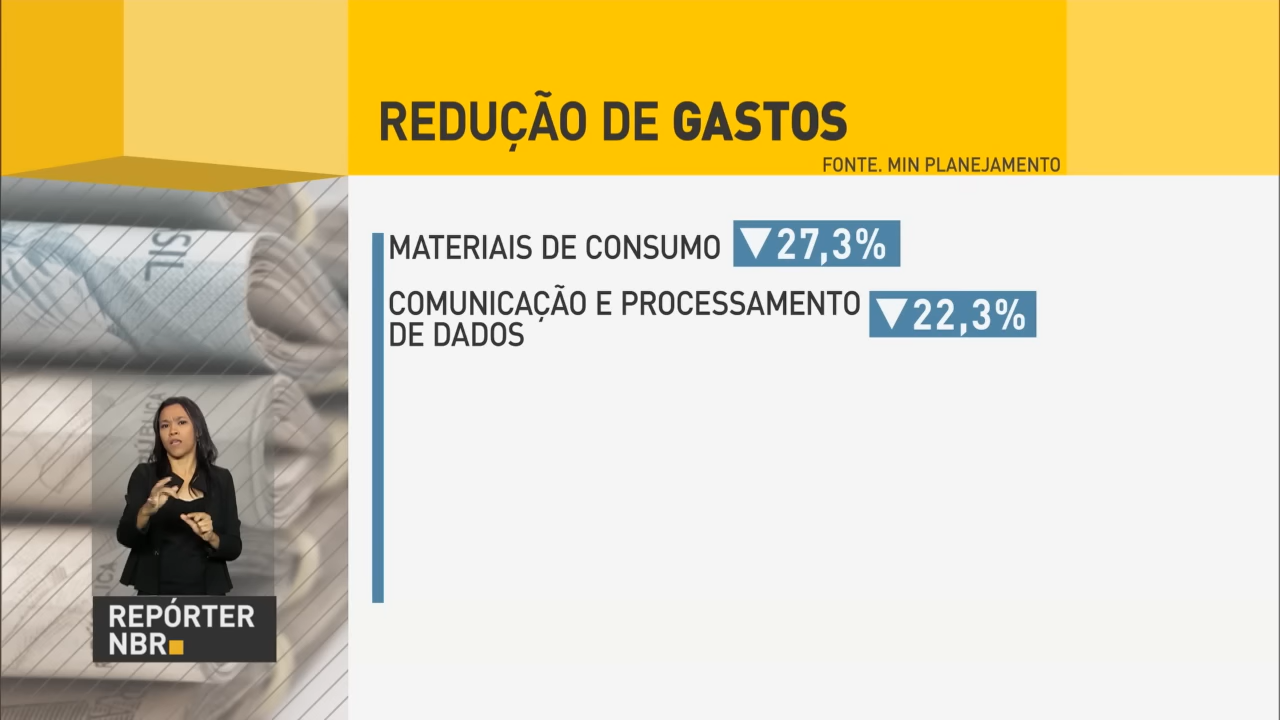 REDUÇÃO DE GASTOS
FONTE. MIN PLANEJAMENTO
MATERIAIS DE CONSUMO ▼27,3%
COMUNICAÇÃO E PROCESSAMENTO
DE DADOS ▼22,3%
SIL
REPÓRTER
NBR